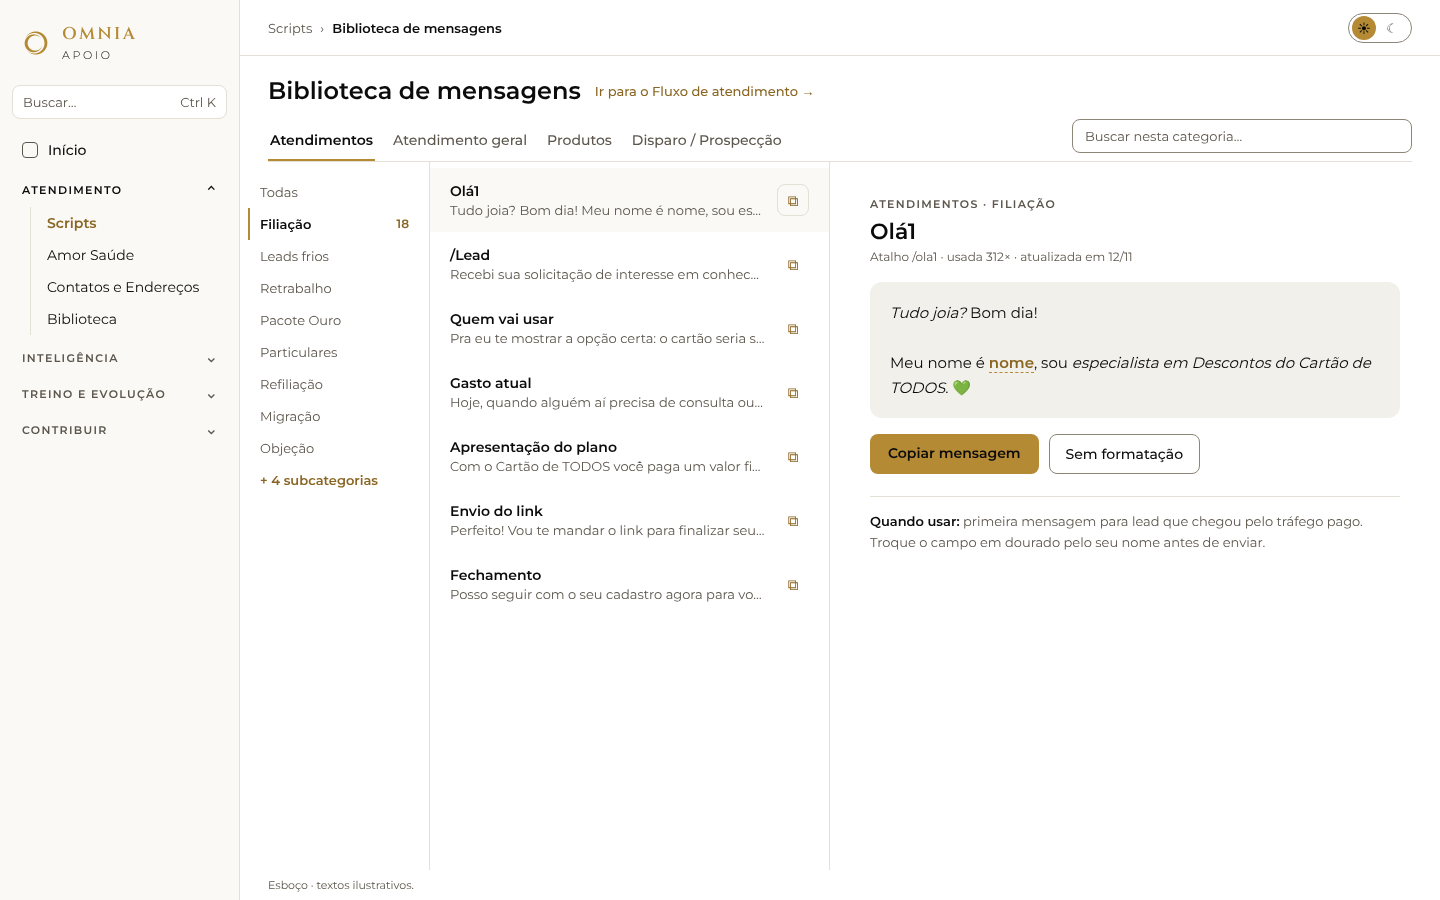 OMNIA
APOIO
Buscar... Ctrl K
Início
ATENDIMENTO
Scripts
Amor Saúde
Contatos e Endereços
Biblioteca
INTELIGÊNCIA
TREINO E EVOLUÇÃO
CONTRIBUIR
Scripts › Biblioteca de mensagens
Biblioteca de mensagens Ir para o Fluxo de atendimento →
Atendimentos Atendimento geral Produtos Disparo / Prospecção
Buscar nesta categoria...
Todas
Filiação 18
Leads frios
Retrabalho
Pacote Ouro
Particulares
Refiliação
Migração
Objeção
+ 4 subcategorias
Olá1
Tudo joia? Bom dia! Meu nome é nome, sou es...
/Lead
Recebi sua solicitação de interesse em conhec...
Quem vai usar
Pra eu te mostrar a opção certa: o cartão seria s...
Gasto atual
Hoje, quando alguém aí precisa de consulta ou...
Apresentação do plano
Com o Cartão de TODOS você paga um valor fi...
Envio do link
Perfeito! Vou te mandar o link para finalizar seu...
Fechamento
Posso seguir com o seu cadastro agora para vo...
ATENDIMENTOS · FILIAÇÃO
Olá1
Atalho /ola1 · usada 312× · atualizada em 12/11
Tudo joia? Bom dia!
Meu nome é nome, sou especialista em Descontos do Cartão de
TODOS. 💚
Copiar mensagem Sem formatação
Quando usar: primeira mensagem para lead que chegou pelo tráfego pago.
Troque o campo em dourado pelo seu nome antes de enviar.
Esboço · textos ilustrativos.